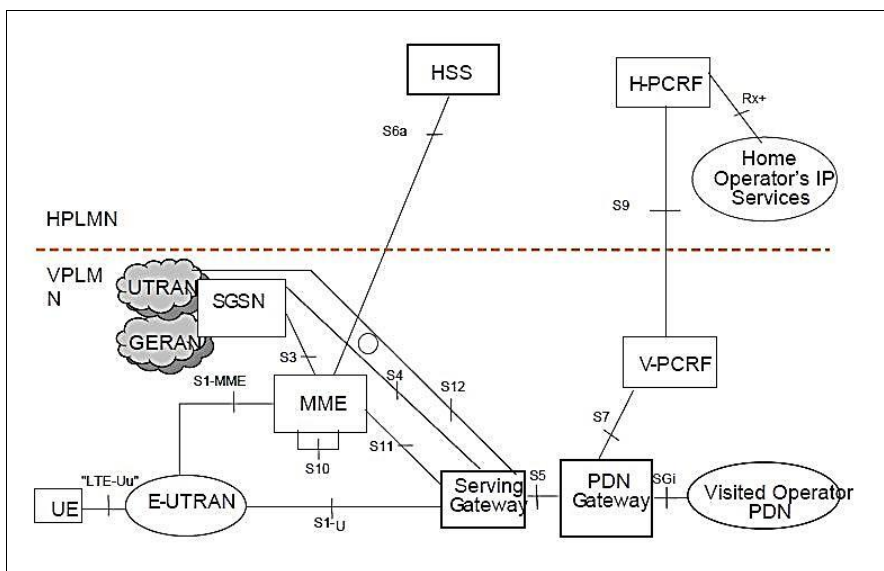 HSS
H-PCRF
Rx+
S6a
Home
Operator's IP
Services
S9
HPLMN
VPLM
N
UTRAN
SGSN
GERAN
S3
S4
S12
V-PCRF
S1-MME
MME
S7
S11
S10
"LTE-Uu"
UE
E-UTRAN
S1-U
Serving
Gateway
S5
PDN
Gateway
SGi
Visited Operator
PDN